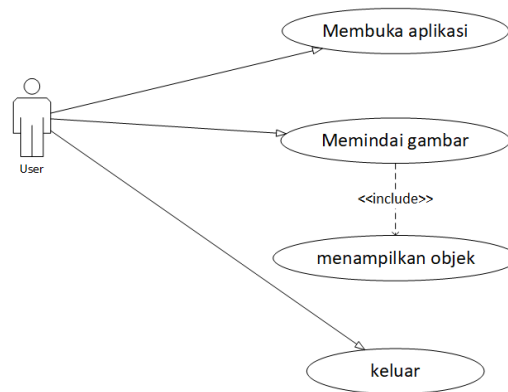 Membuka aplikasi
User
Memindai gambar
<<include>>
menampilkan objek
keluar